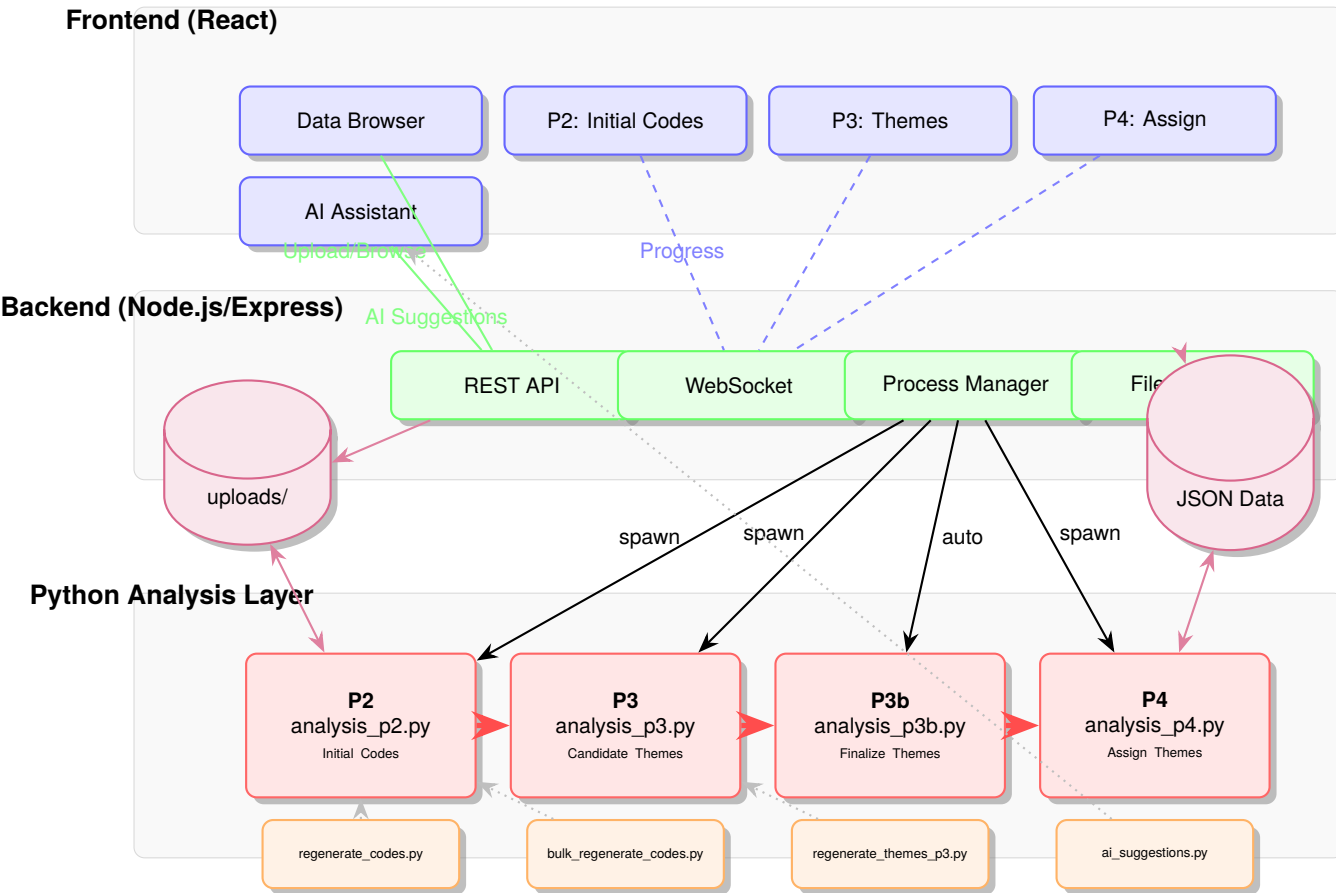 Frontend (React)
Data Browser
P2: Initial Codes
P3: Themes
P4: Assign
AI Assistant
Upload/Browse
Progress
Backend (Node.js/Express)
AI Suggestions
REST API
WebSocket
Process Manager
File
uploads/
JSON Data
spawn
spawn
auto
spawn
Python Analysis Layer
P2
analysis_p2.py
Initial Codes
P3
analysis_p3.py
Candidate Themes
P3b
analysis_p3b.py
Finalize Themes
P4
analysis_p4.py
Assign Themes
regenerate_codes.py
bulk_regenerate_codes.py
regenerate_themes_p3.py
ai_suggestions.py